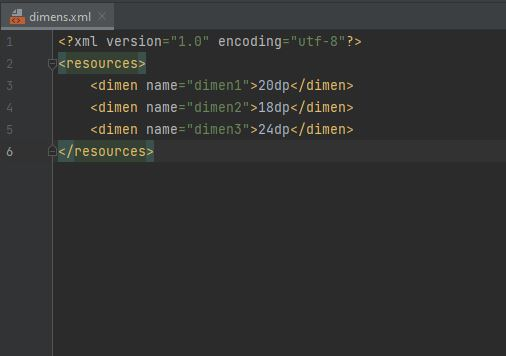 dimens.xml
1 <?xml version="1.0" encoding="utf-8"?>
2 <resources>
3     <dimen name="dimen1">20dp</dimen>
4     <dimen name="dimen2">18dp</dimen>
5     <dimen name="dimen3">24dp</dimen>
6 </resources>